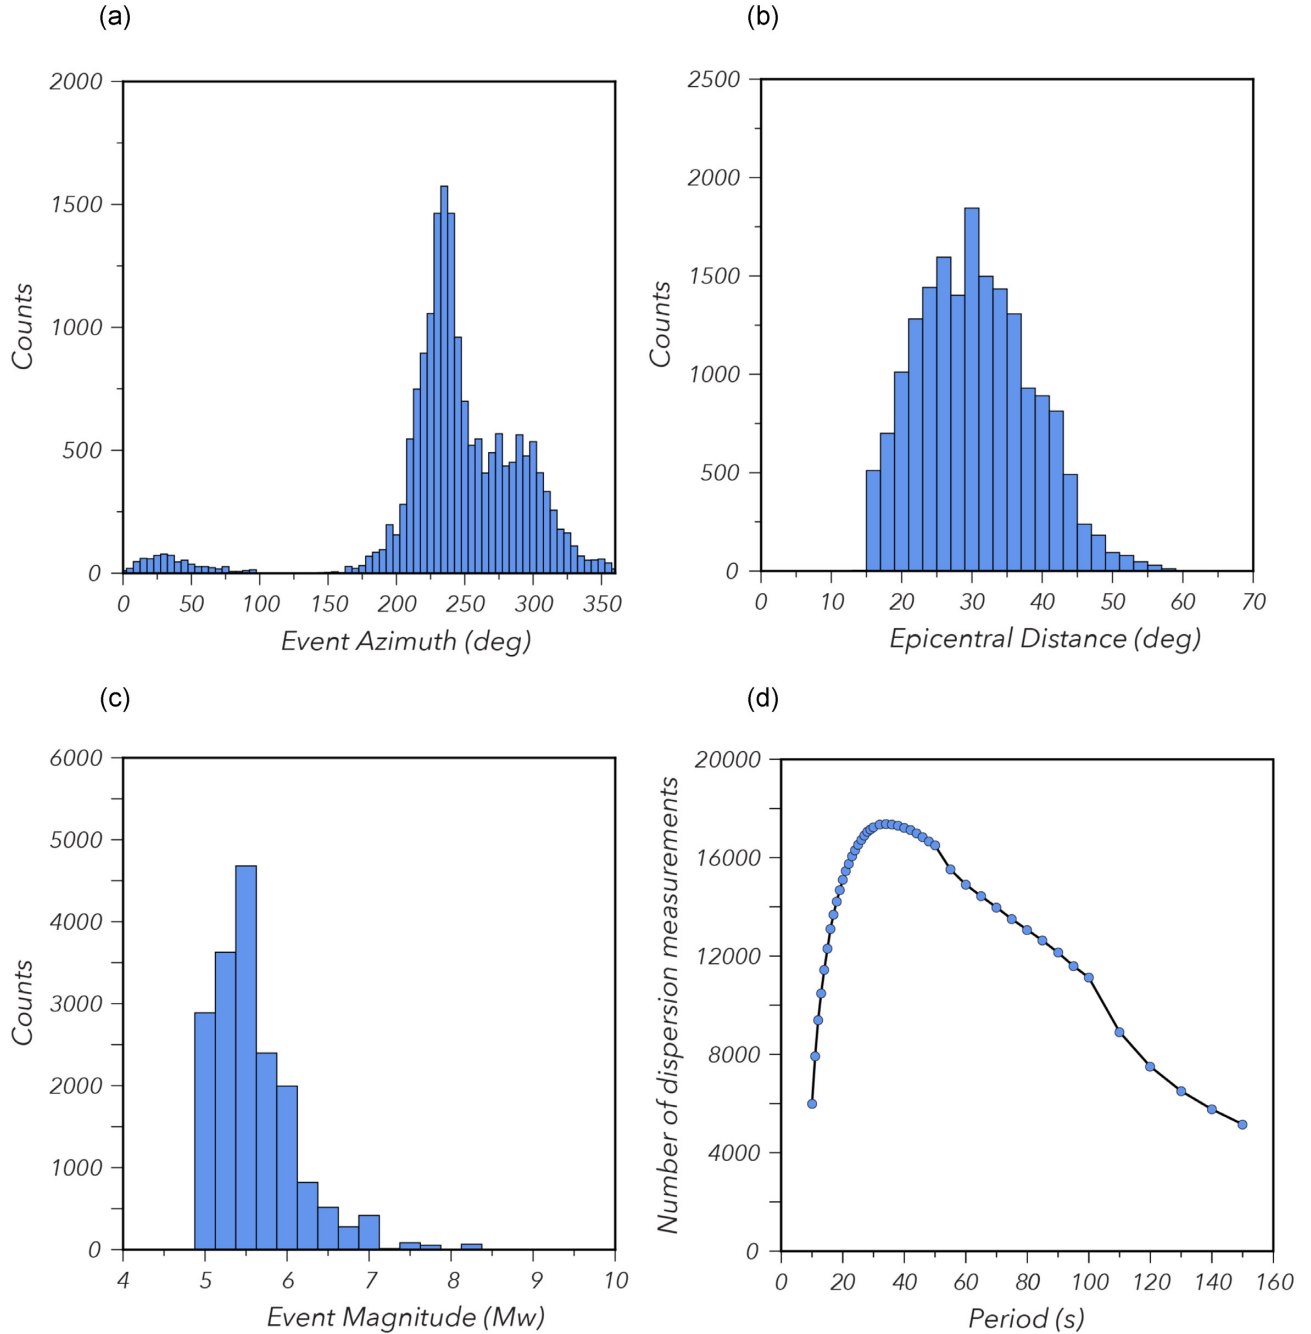 (a)
2000
1500
1000
500
0
Counts
0 50 100 150 200 250 300 350
Event Azimuth (deg)
(b)
2500
2000
1500
1000
500
0
Counts
0 10 20 30 40 50 60 70
Epicentral Distance (deg)
(c)
6000
5000
4000
3000
2000
1000
0
Counts
4 5 6 7 8 9 10
Event Magnitude (Mw)
(d)
20000
16000
12000
8000
4000
0
Number of dispersion measurements
0 20 40 60 80 100 120 140 160
Period (s)